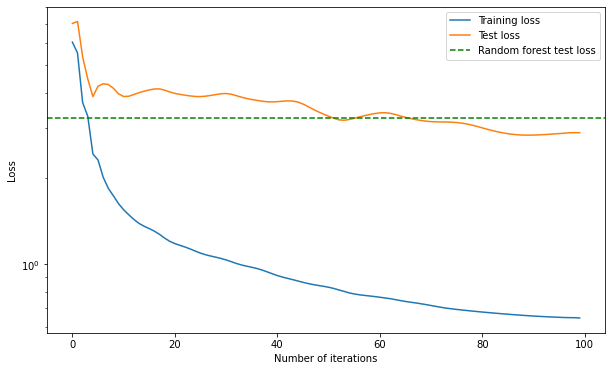 Training loss
Test loss
Random forest test loss
Loss
10⁰
0
20
40
60
80
100
Number of iterations